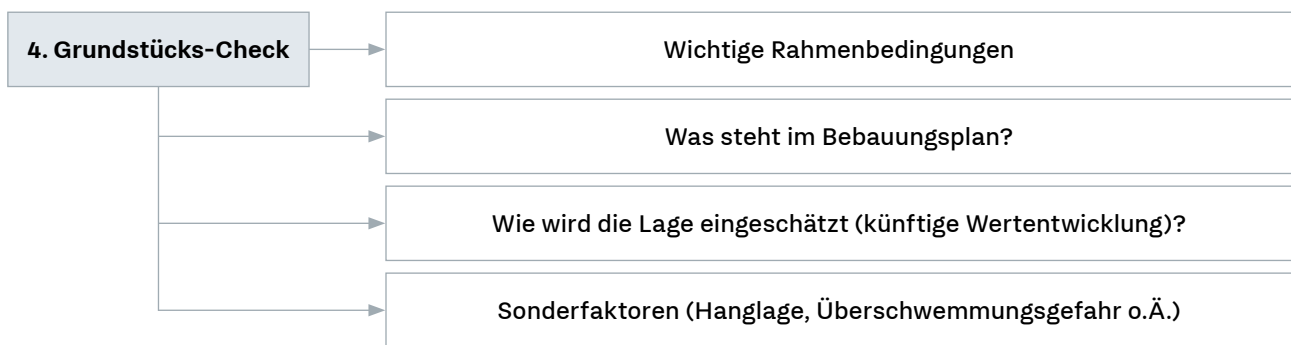 4. Grundstücks-Check
Wichtige Rahmenbedingungen
Was steht im Bebauungsplan?
Wie wird die Lage eingeschätzt (künftige Wertentwicklung)?
Sonderfaktoren (Hanglage, Überschwemmungsgefahr o.Ä.)